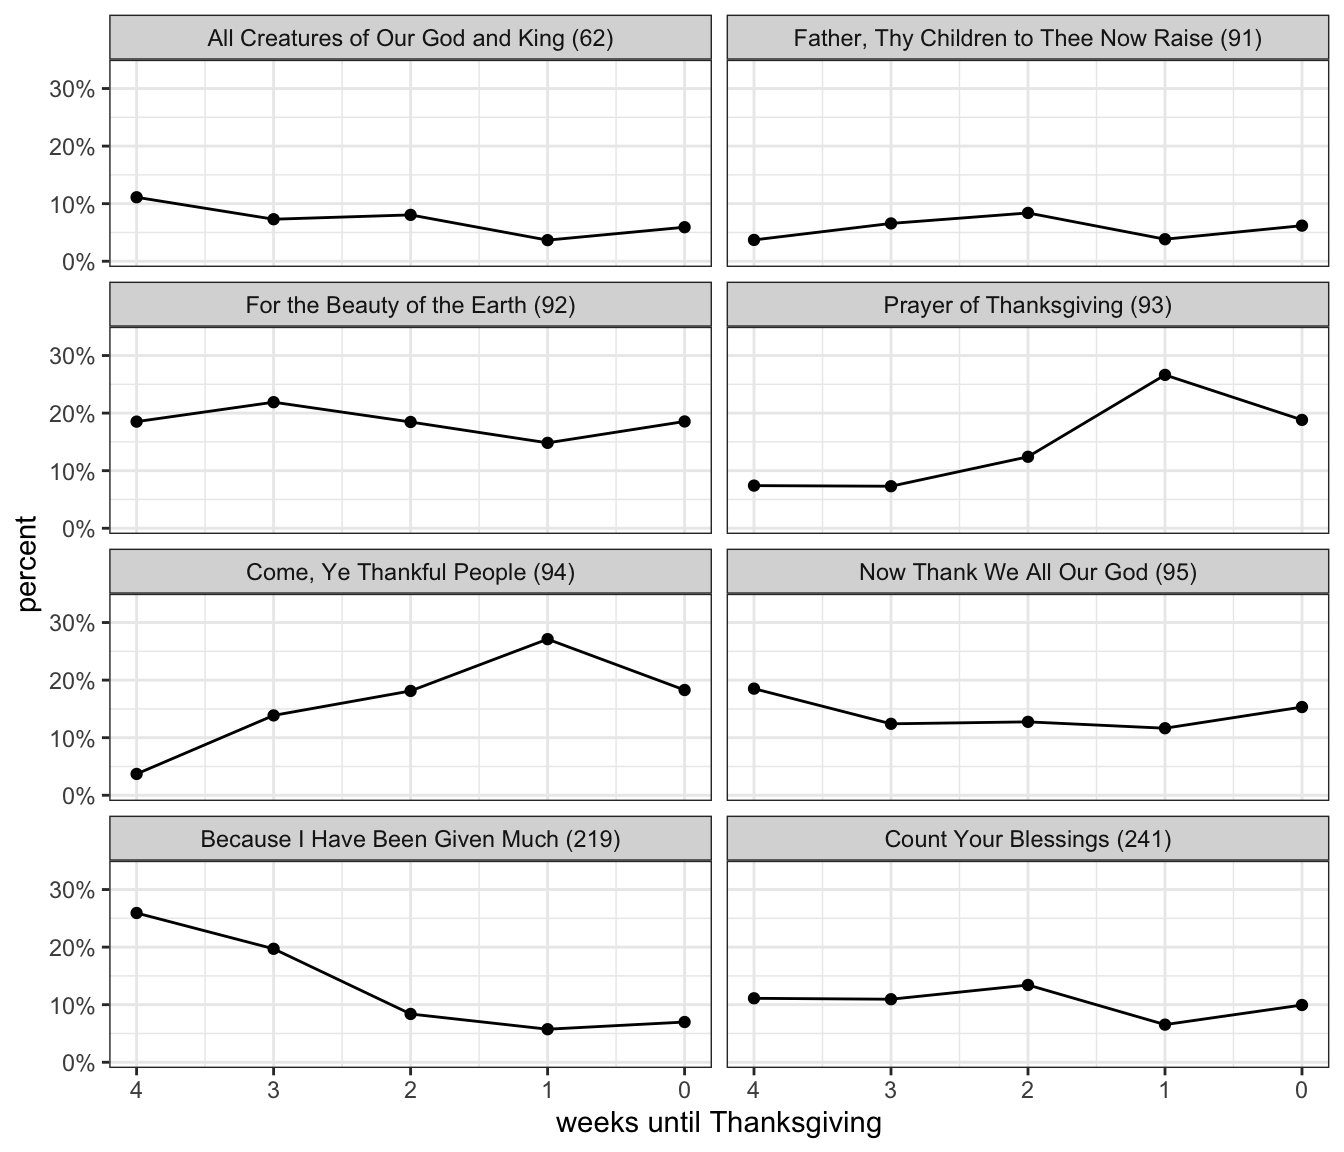 All Creatures of Our God and King (62)
Father, Thy Children to Thee Now Raise (91)
30%
20%
10%
0%
For the Beauty of the Earth (92)
Prayer of Thanksgiving (93)
30%
20%
10%
0%
percent
Come, Ye Thankful People (94)
Now Thank We All Our God (95)
30%
20%
10%
0%
Because I Have Been Given Much (219)
Count Your Blessings (241)
30%
20%
10%
0%
4 3 2 1 0
4 3 2 1 0
weeks until Thanksgiving